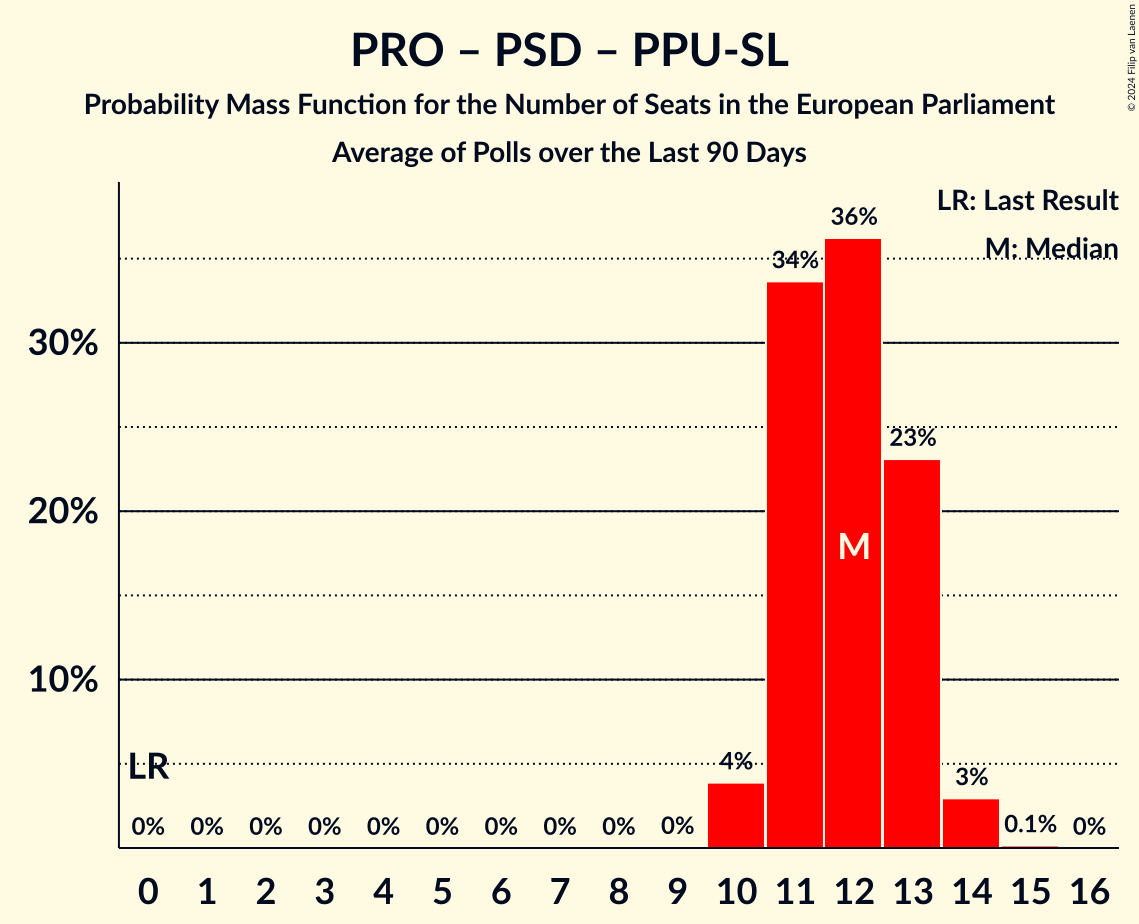 PRO – PSD – PPU-SL
Probability Mass Function for the Number of Seats in the European Parliament
Average of Polls over the Last 90 Days
© 2024 Filip van Laenen
LR: Last Result
M: Median
30%
20%
10%
LR
0% 0% 0% 0% 0% 0% 0% 0% 0% 0% 4% 34% 36% 23% 3% 0.1% 0%
M
0 1 2 3 4 5 6 7 8 9 10 11 12 13 14 15 16